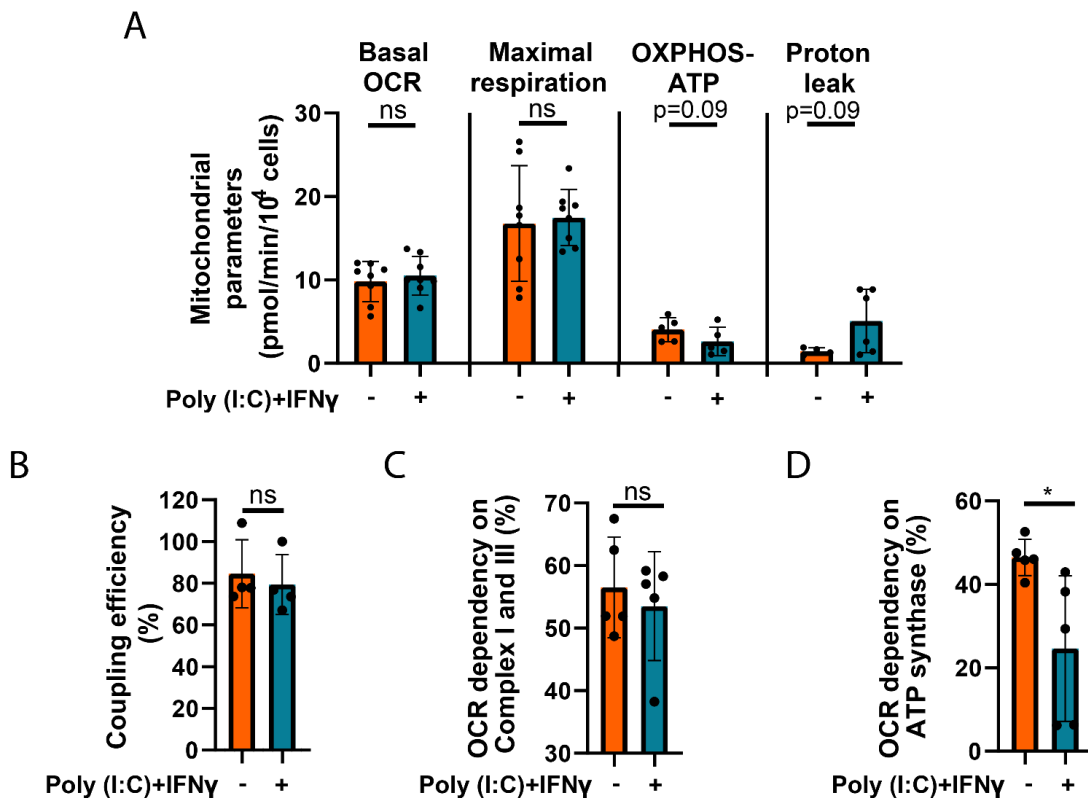 A
Basal
OCR
Maximal
respiration
OXPHOS-
ATP
Proton
leak
ns
ns
p=0.09
p=0.09
Mitochondrial
parameters
(pmol/min/10⁴ cells)
30
20
10
0
Poly (I:C)+IFNγ - + - + - + - +
B
Coupling efficiency
(%)
ns
120
100
80
60
40
20
0
Poly (I:C)+IFNγ - +
C
OCR dependency on
Complex I and III (%)
ns
70
60
50
40
30
Poly (I:C)+IFNγ - +
D
OCR dependency on
ATP synthase (%)
*
60
40
20
0
Poly (I:C)+IFNγ - +